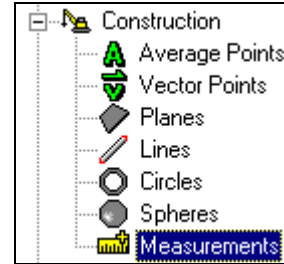 Construction
Average Points
Vector Points
Planes
Lines
Circles
Spheres
Measurements